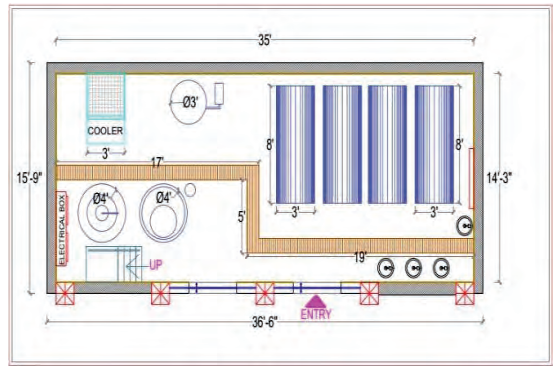 35'
Ø3'
COOLER
3'
17'
8'
8'
3'
3'
15'-9"
14'-3"
ELECTRICAL BOX
Ø4'
Ø4'
5'
UP
19'
ENTRY
36'-6"